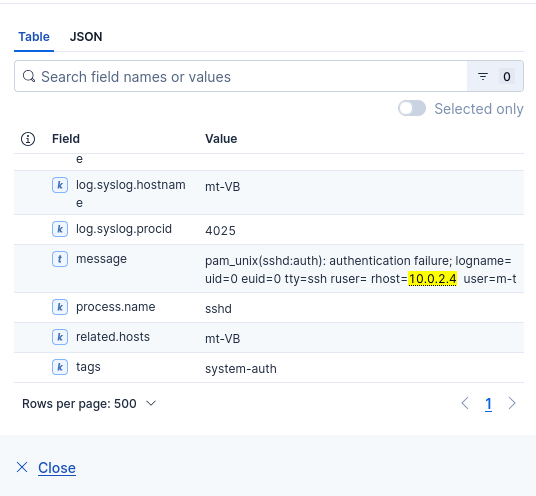 Table JSON
Search field names or values 0
Selected only
Field Value
e
k log.syslog.hostnam mt-VB
e
k log.syslog.procid 4025
t message pam_unix(sshd:auth): authentication failure; logname=
uid=0 euid=0 tty=ssh ruser= rhost=10.0.2.4 user=m-t
k process.name sshd
k related.hosts mt-VB
k tags system-auth
Rows per page: 500 1
Close